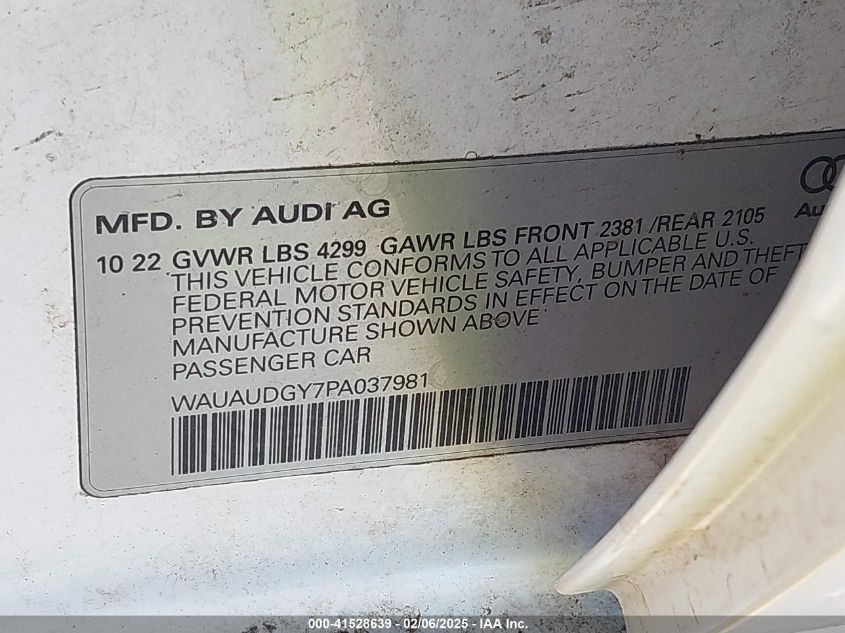 MFD. BY AUDI AG
10 22 GVWR LBS 4299 GAWR LBS FRONT 2381 /REAR 2105
THIS VEHICLE CONFORMS TO ALL APPLICABLE U.S.
FEDERAL MOTOR VEHICLE SAFETY, BUMPER AND THEFT
PREVENTION STANDARDS IN EFFECT ON THE DATE OF
MANUFACTURE SHOWN ABOVE
PASSENGER CAR
WAUAUDGY7PA037981
000-41528639 - 02/06/2025 - IAA Inc.